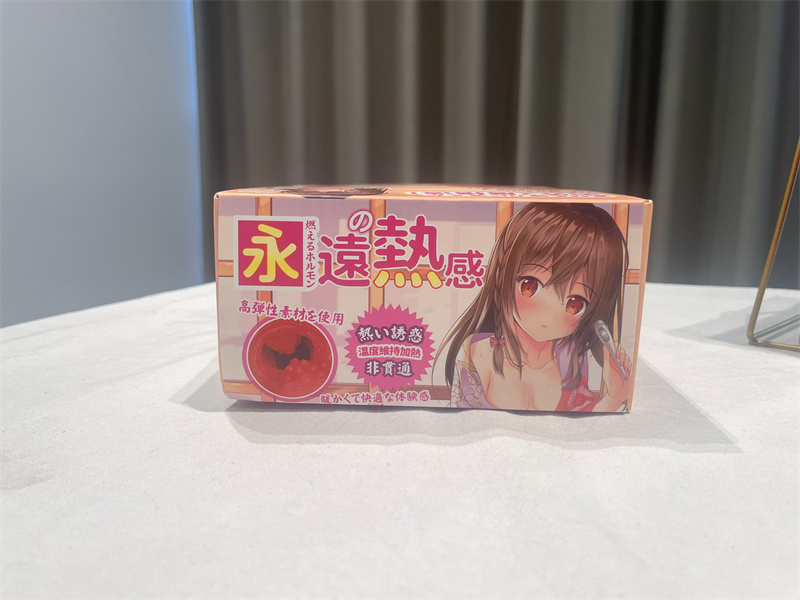 永遠の熱感
燃えるホルモン
高弾性素材を使用
熱い誘惑
温度維持加熱
非貫通
暖かくて快適な体験感